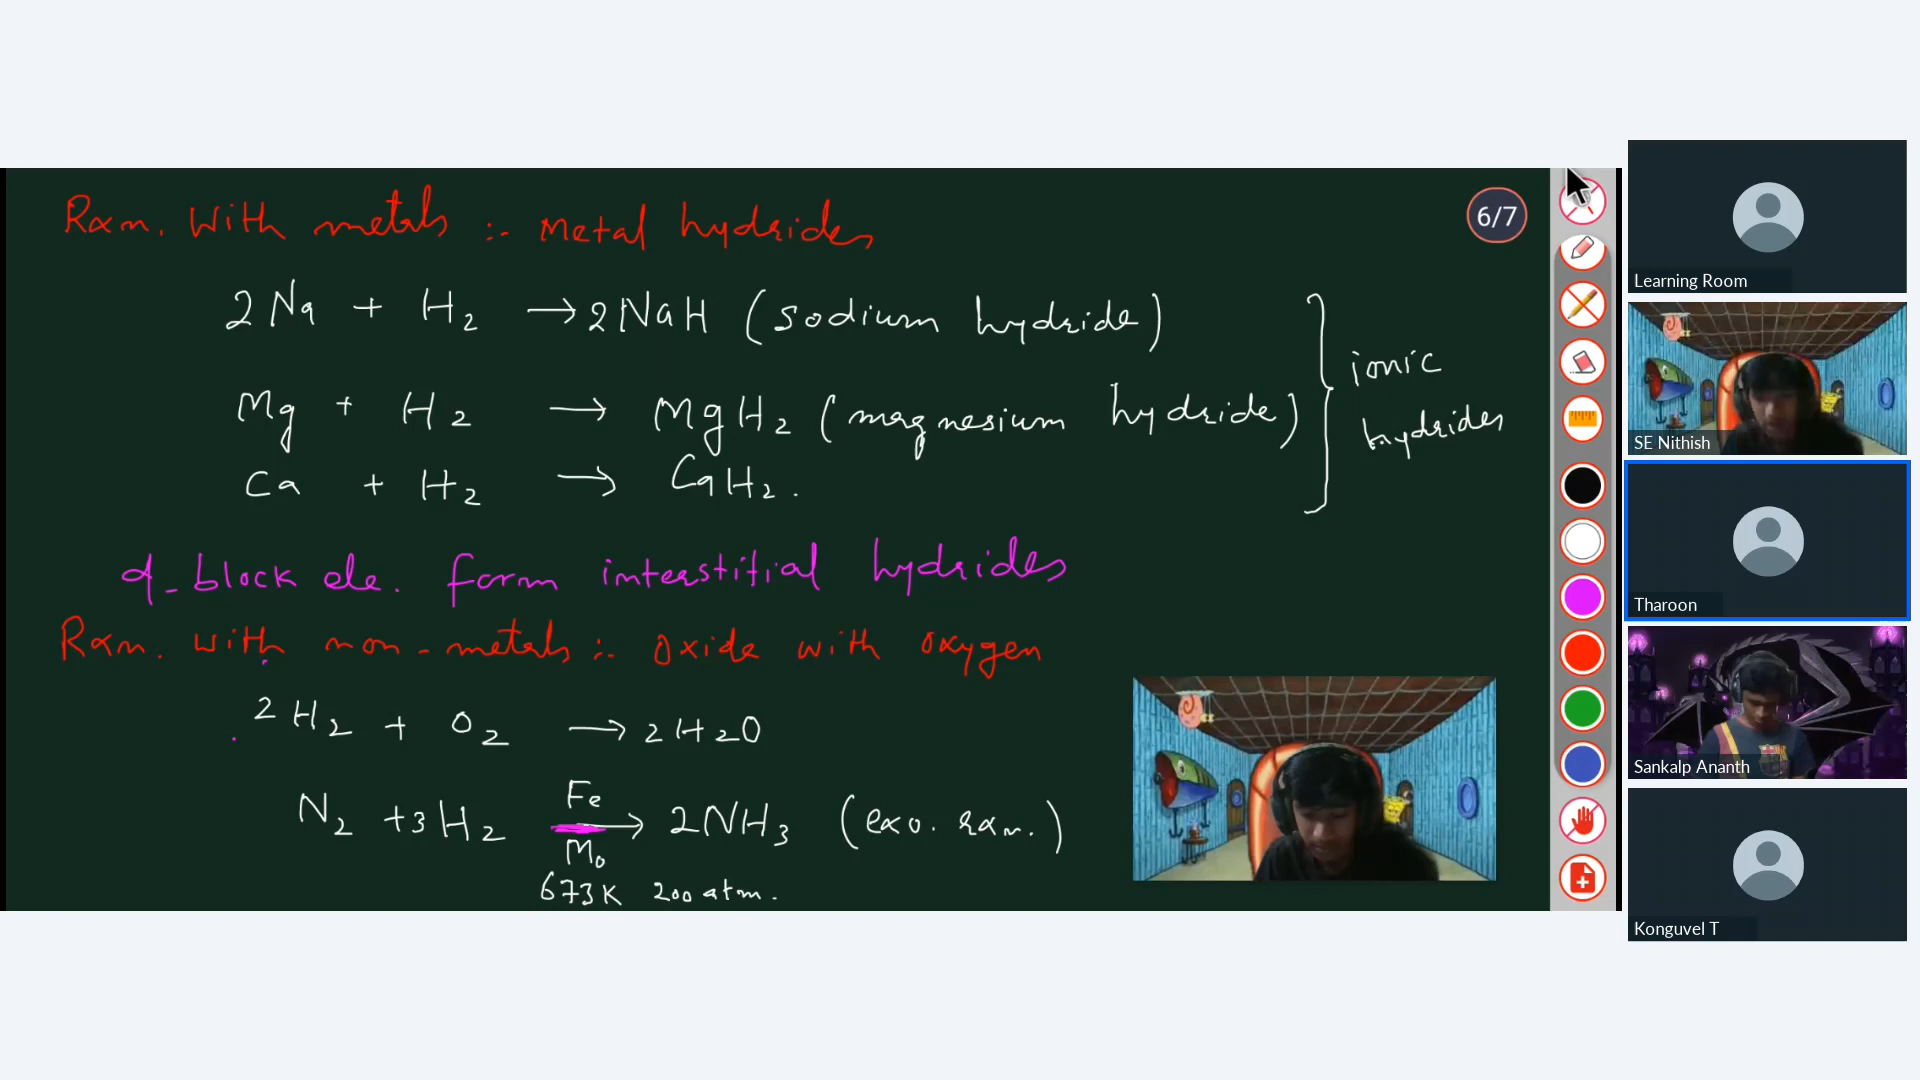 Rxn. With metals :- Metal hydrides
6/7
2Na + H2 → 2NaH (sodium hydride)
Mg + H2 → MgH2 (magnesium hydride)
Ca + H2 → CaH2.
ionic
hydrides
d-block ele. form interstitial hydrides
Rxn. with non-metals :- Oxide with oxygen
2H2 + O2 → 2H2O
Fe
N2 + 3H2 → 2NH3 (exo. rxn.)
Mo
673K 200 atm.
Learning Room
SE Nithish
Tharoon
Sankalp Ananth
Konguvel T